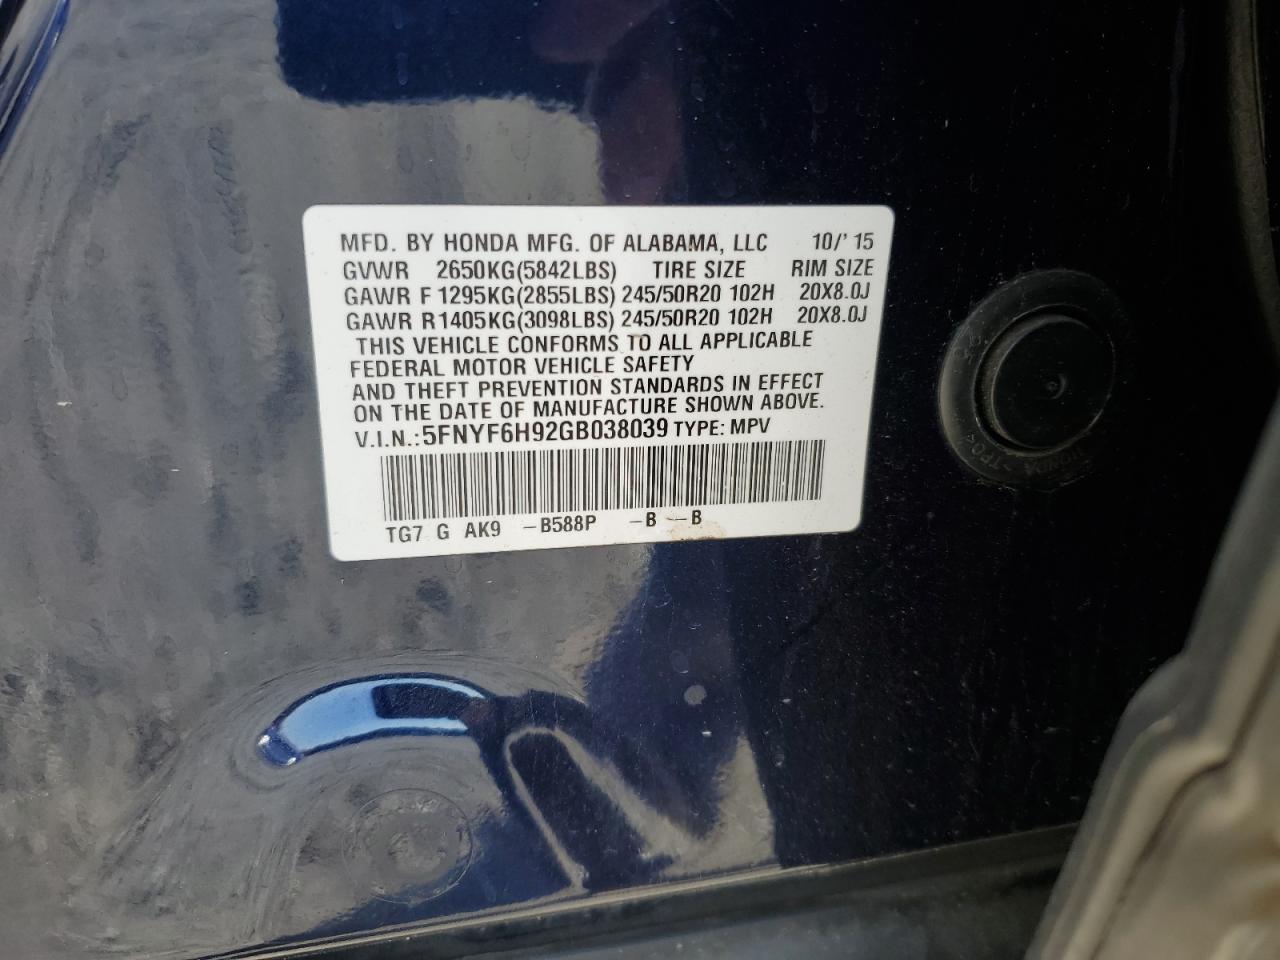 MFD. BY HONDA MFG. OF ALABAMA, LLC 10/'15
GVWR 2650KG(5842LBS) TIRE SIZE RIM SIZE
GAWR F 1295KG(2855LBS) 245/50R20 102H 20X8.0J
GAWR R1405KG(3098LBS) 245/50R20 102H 20X8.0J
THIS VEHICLE CONFORMS TO ALL APPLICABLE
FEDERAL MOTOR VEHICLE SAFETY
AND THEFT PREVENTION STANDARDS IN EFFECT
ON THE DATE OF MANUFACTURE SHOWN ABOVE.
V.I.N.:5FNYF6H92GB038039 TYPE: MPV
TG7 G AK9 -B588P -B -B
HONDA